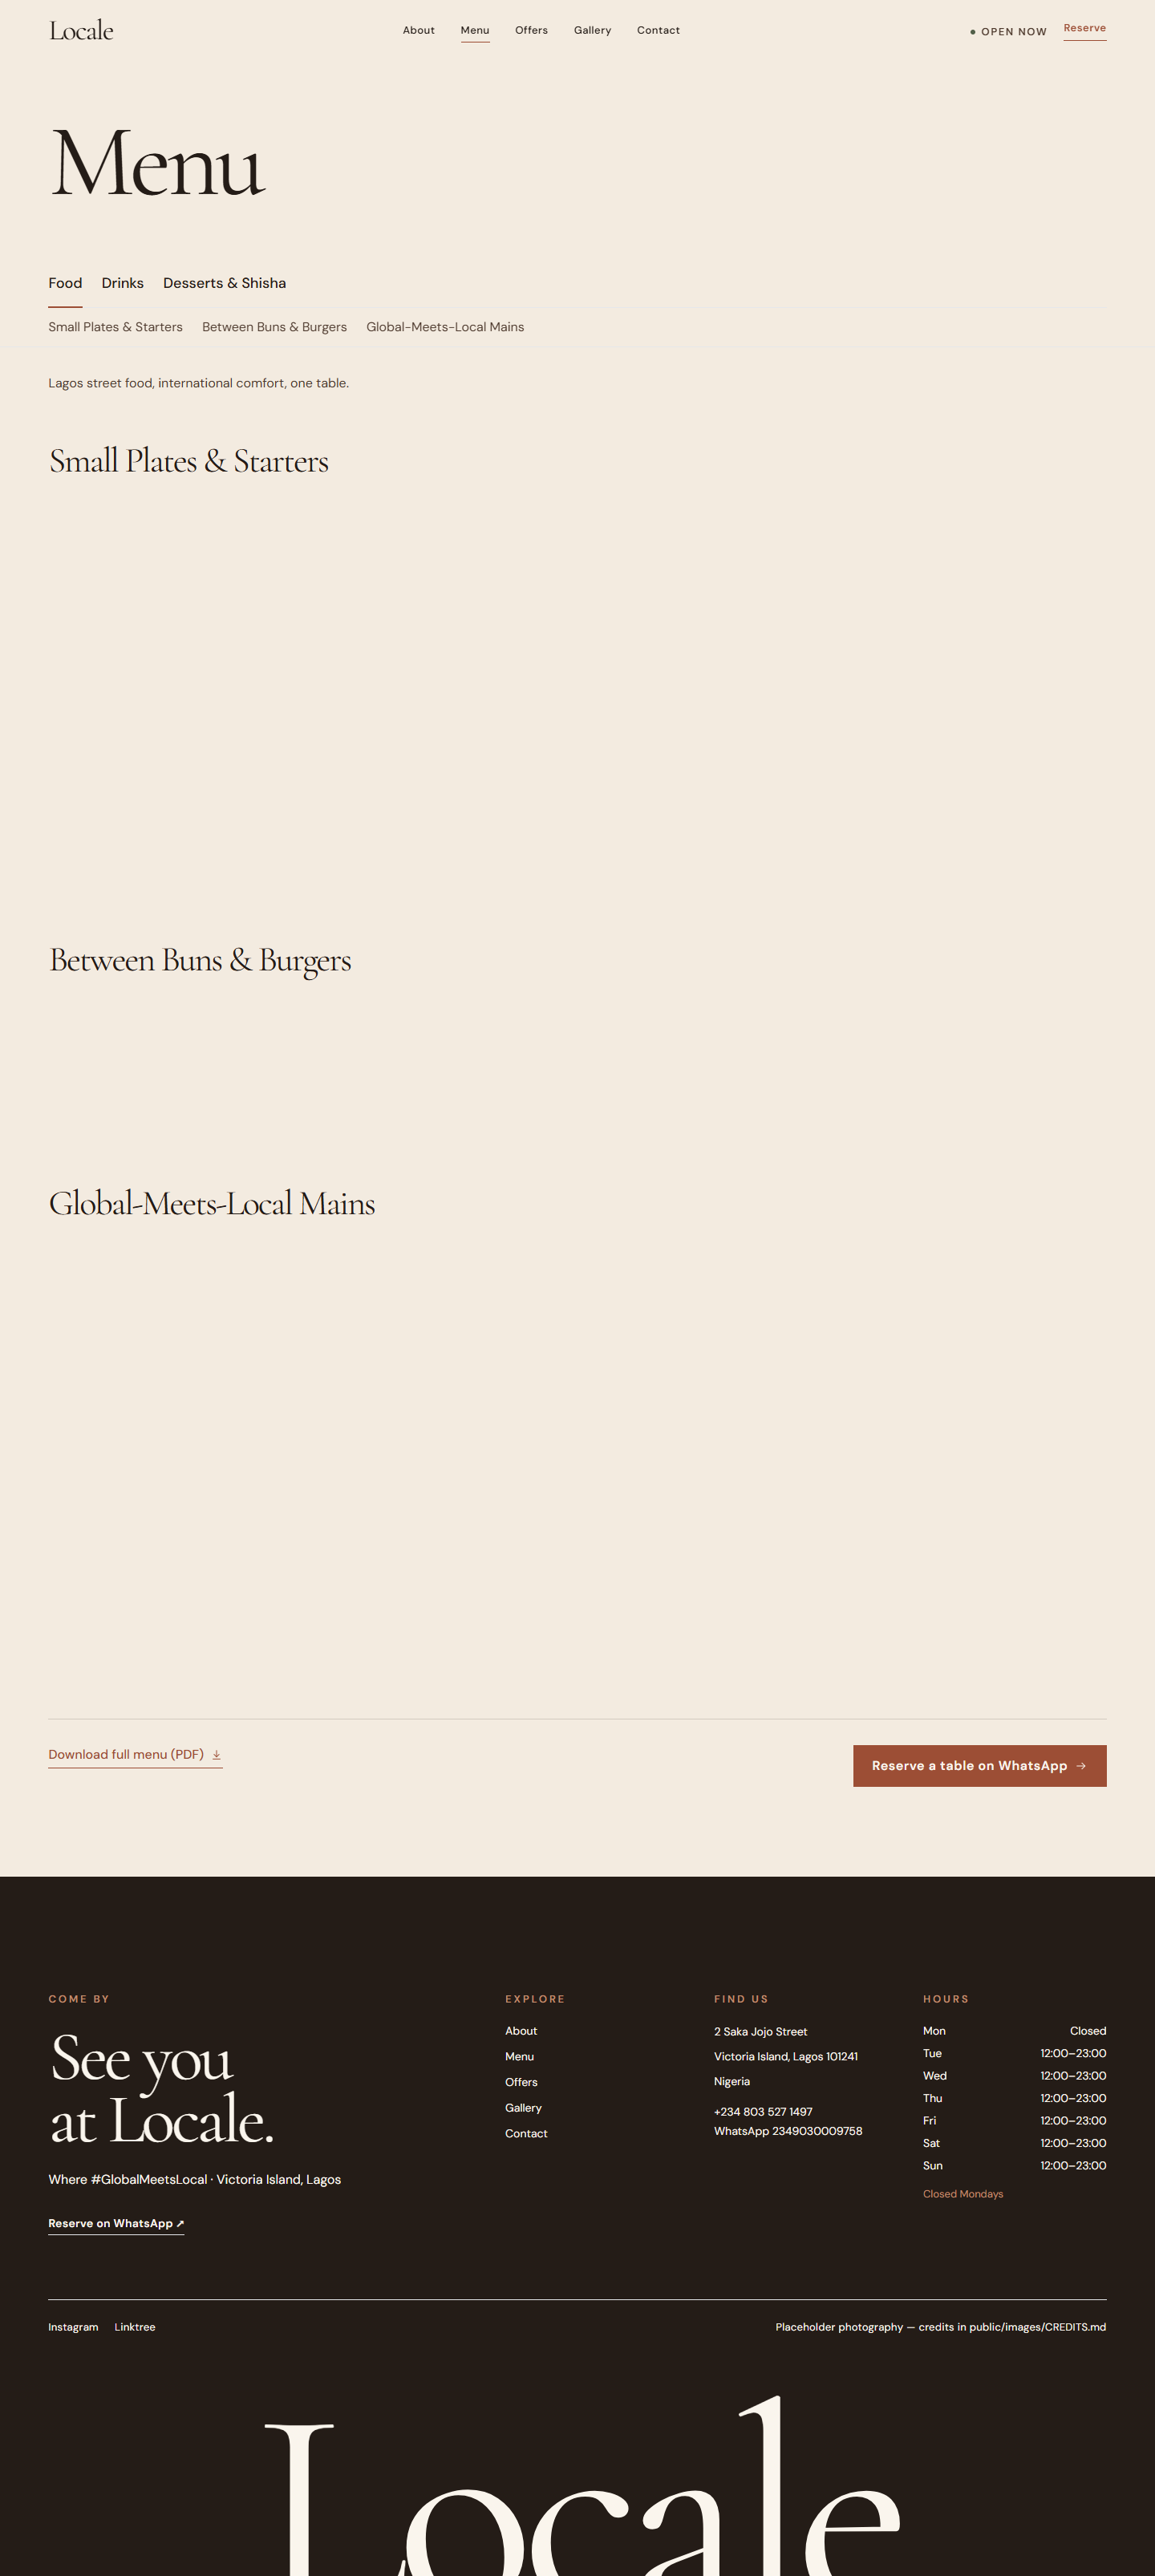 Locale
About Menu Offers Gallery Contact
OPEN NOW Reserve
Menu
Food Drinks Desserts & Shisha
Small Plates & Starters Between Buns & Burgers Global-Meets-Local Mains
Lagos street food, international comfort, one table.
Small Plates & Starters
Between Buns & Burgers
Global-Meets-Local Mains
Download full menu (PDF)
Reserve a table on WhatsApp →
COME BY
See you
at Locale.
Where #GlobalMeetsLocal · Victoria Island, Lagos
Reserve on WhatsApp ↗
EXPLORE
About
Menu
Offers
Gallery
Contact
FIND US
2 Saka Jojo Street
Victoria Island, Lagos 101241
Nigeria
+234 803 527 1497
WhatsApp 2349030009758
HOURS
Mon Closed
Tue 12:00–23:00
Wed 12:00–23:00
Thu 12:00–23:00
Fri 12:00–23:00
Sat 12:00–23:00
Sun 12:00–23:00
Closed Mondays
Instagram Linktree
Placeholder photography — credits in public/images/CREDITS.md
Locale